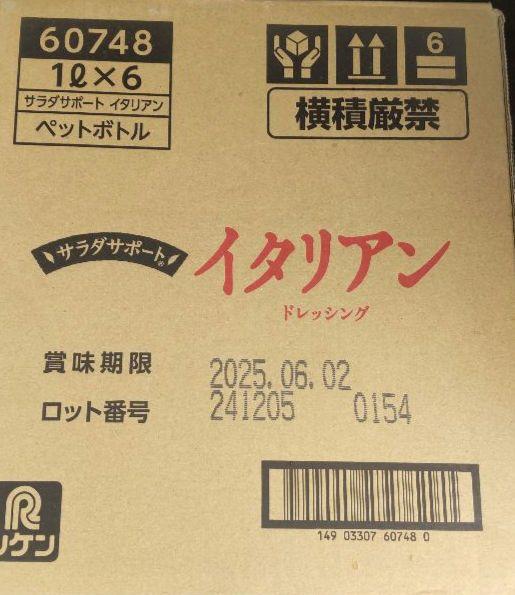 60748
1ℓ×6
サラダサポート イタリアン
ペットボトル
6
横積厳禁
サラダサポート®
イタリアン
ドレッシング
賞味期限 2025.06.02
ロット番号 241205 0154
149 03307 60748 0
R
ケン